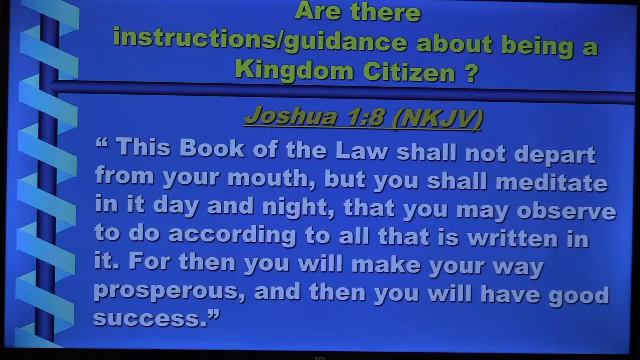 Are there
instructions/guidance about being a
Kingdom Citizen ?
Joshua 1:8 (NKJV)
“ This Book of the Law shall not depart
from your mouth, but you shall meditate
in it day and night, that you may observe
to do according to all that is written in
it. For then you will make your way
prosperous, and then you will have good
success.”
TCL